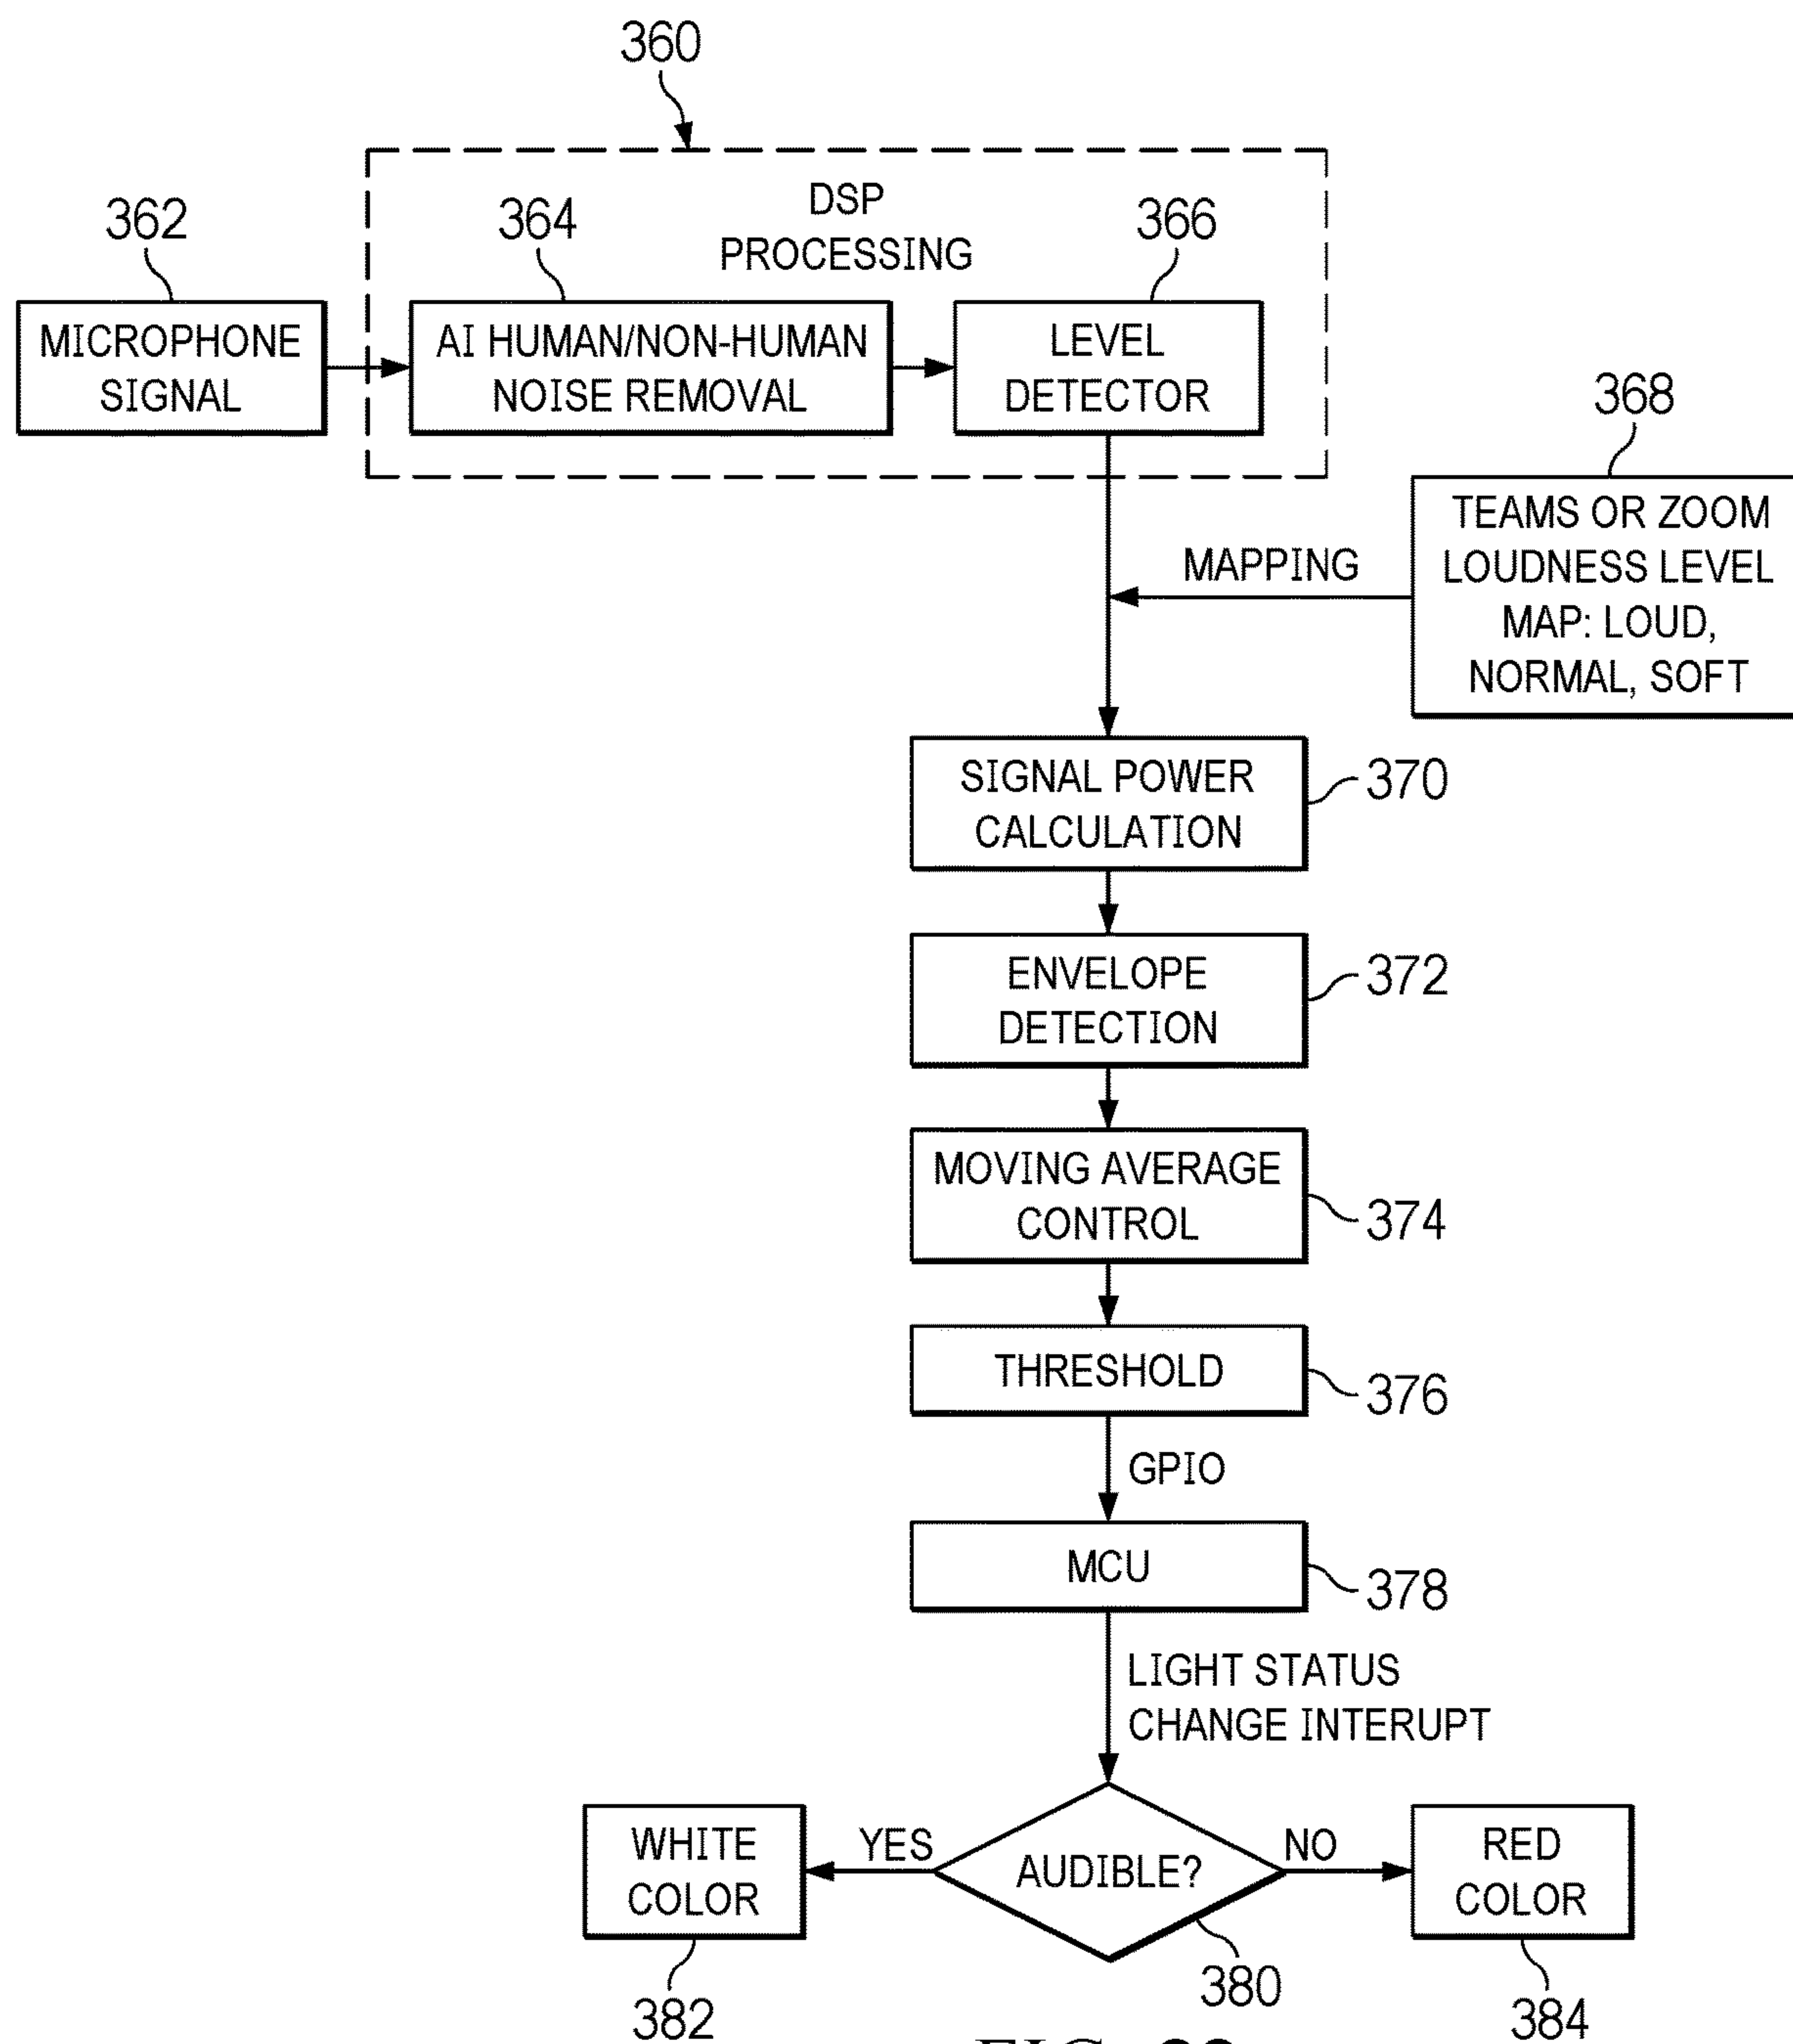 360
DSP
PROCESSING
362
364
366
MICROPHONE
SIGNAL
AI HUMAN/NON-HUMAN
NOISE REMOVAL
LEVEL
DETECTOR
368
TEAMS OR ZOOM
LOUDNESS LEVEL
MAP: LOUD,
NORMAL, SOFT
MAPPING
SIGNAL POWER
CALCULATION
370
ENVELOPE
DETECTION
372
MOVING AVERAGE
CONTROL
374
THRESHOLD
376
GPIO
MCU
378
LIGHT STATUS
CHANGE INTERUPT
WHITE
COLOR
YES
AUDIBLE?
NO
RED
COLOR
382
380
384